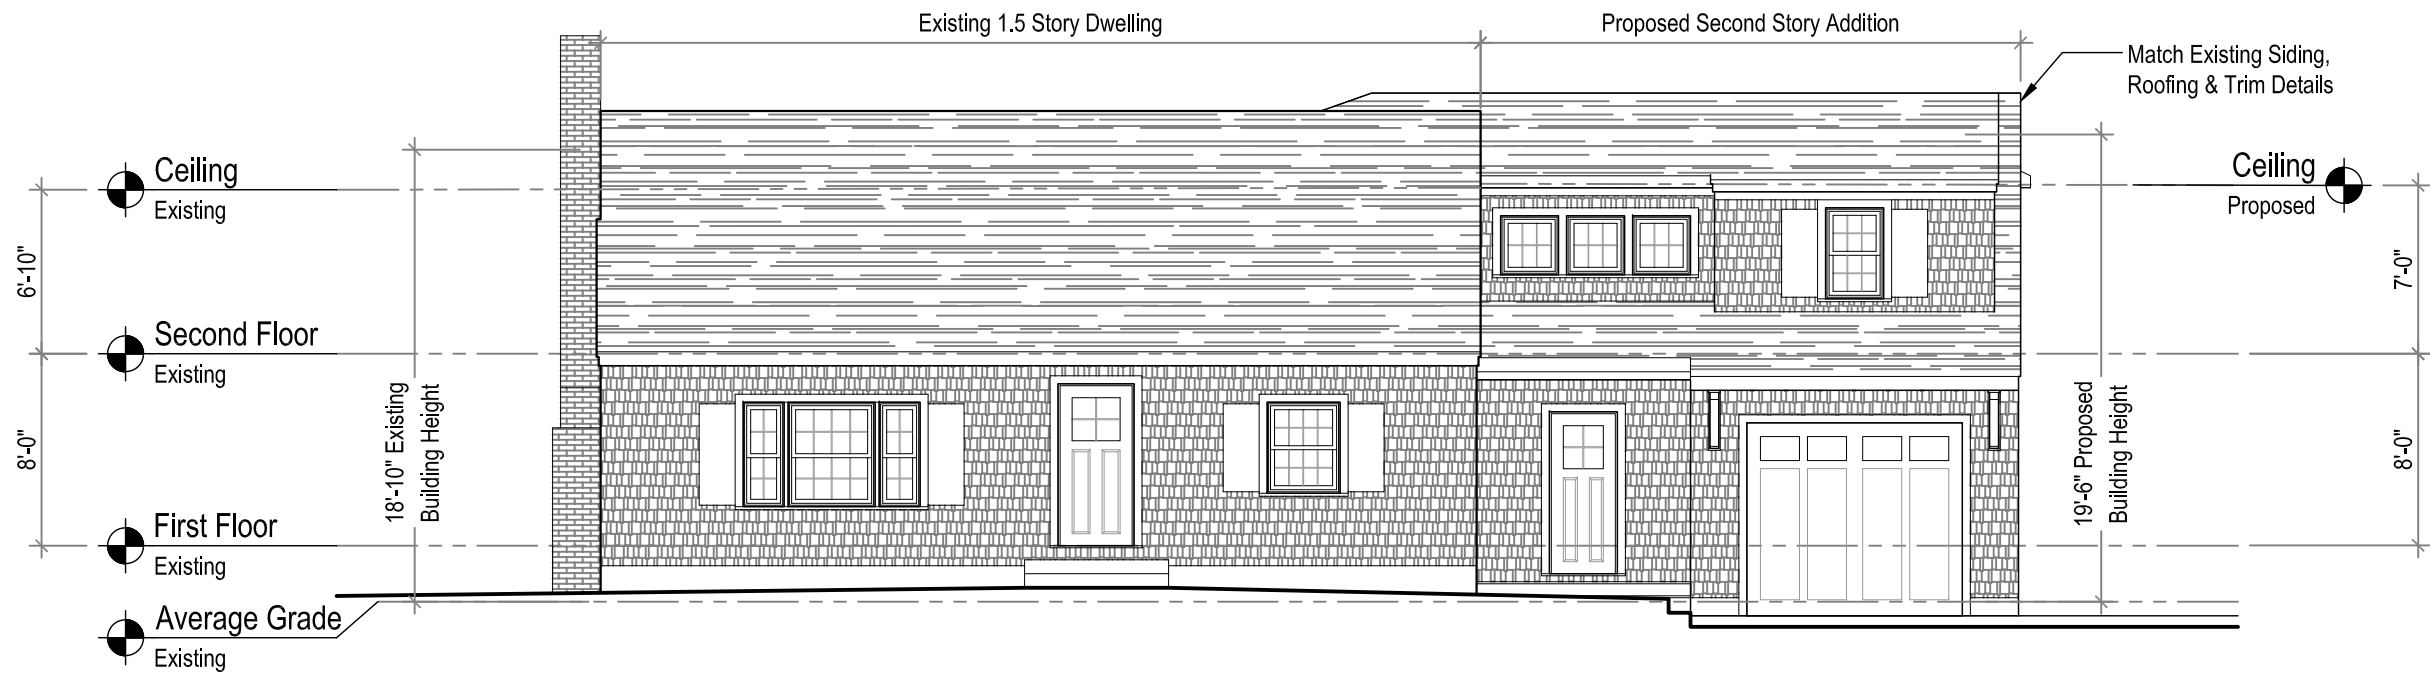 Existing 1.5 Story Dwelling
Proposed Second Story Addition
Match Existing Siding,
Roofing & Trim Details
Ceiling
Existing
Ceiling
Proposed
6'-10"
7'-0"
Second Floor
Existing
18'-10" Existing
Building Height
19'-6" Proposed
Building Height
8'-0"
8'-0"
First Floor
Existing
Average Grade
Existing